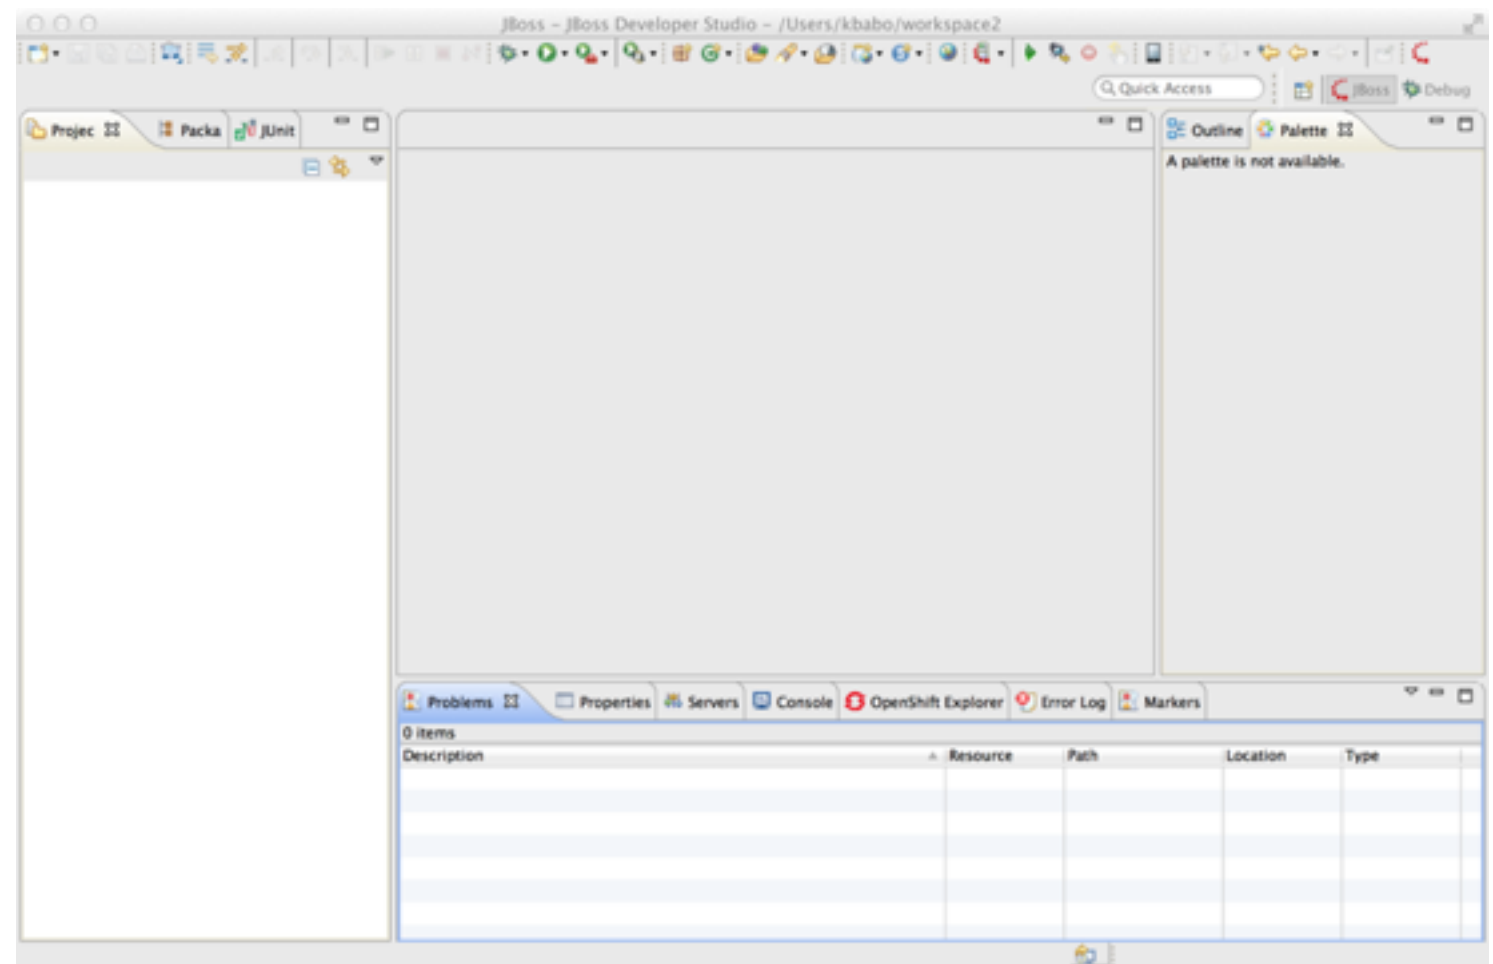 JBoss - JBoss Developer Studio - /Users/kbabo/workspace2
Quick Access
JBoss
Debug
Projec
Packa
JUnit
Outline
Palette
A palette is not available.
Problems
Properties
Servers
Console
OpenShift Explorer
Error Log
Markers
0 items
Description
Resource
Path
Location
Type